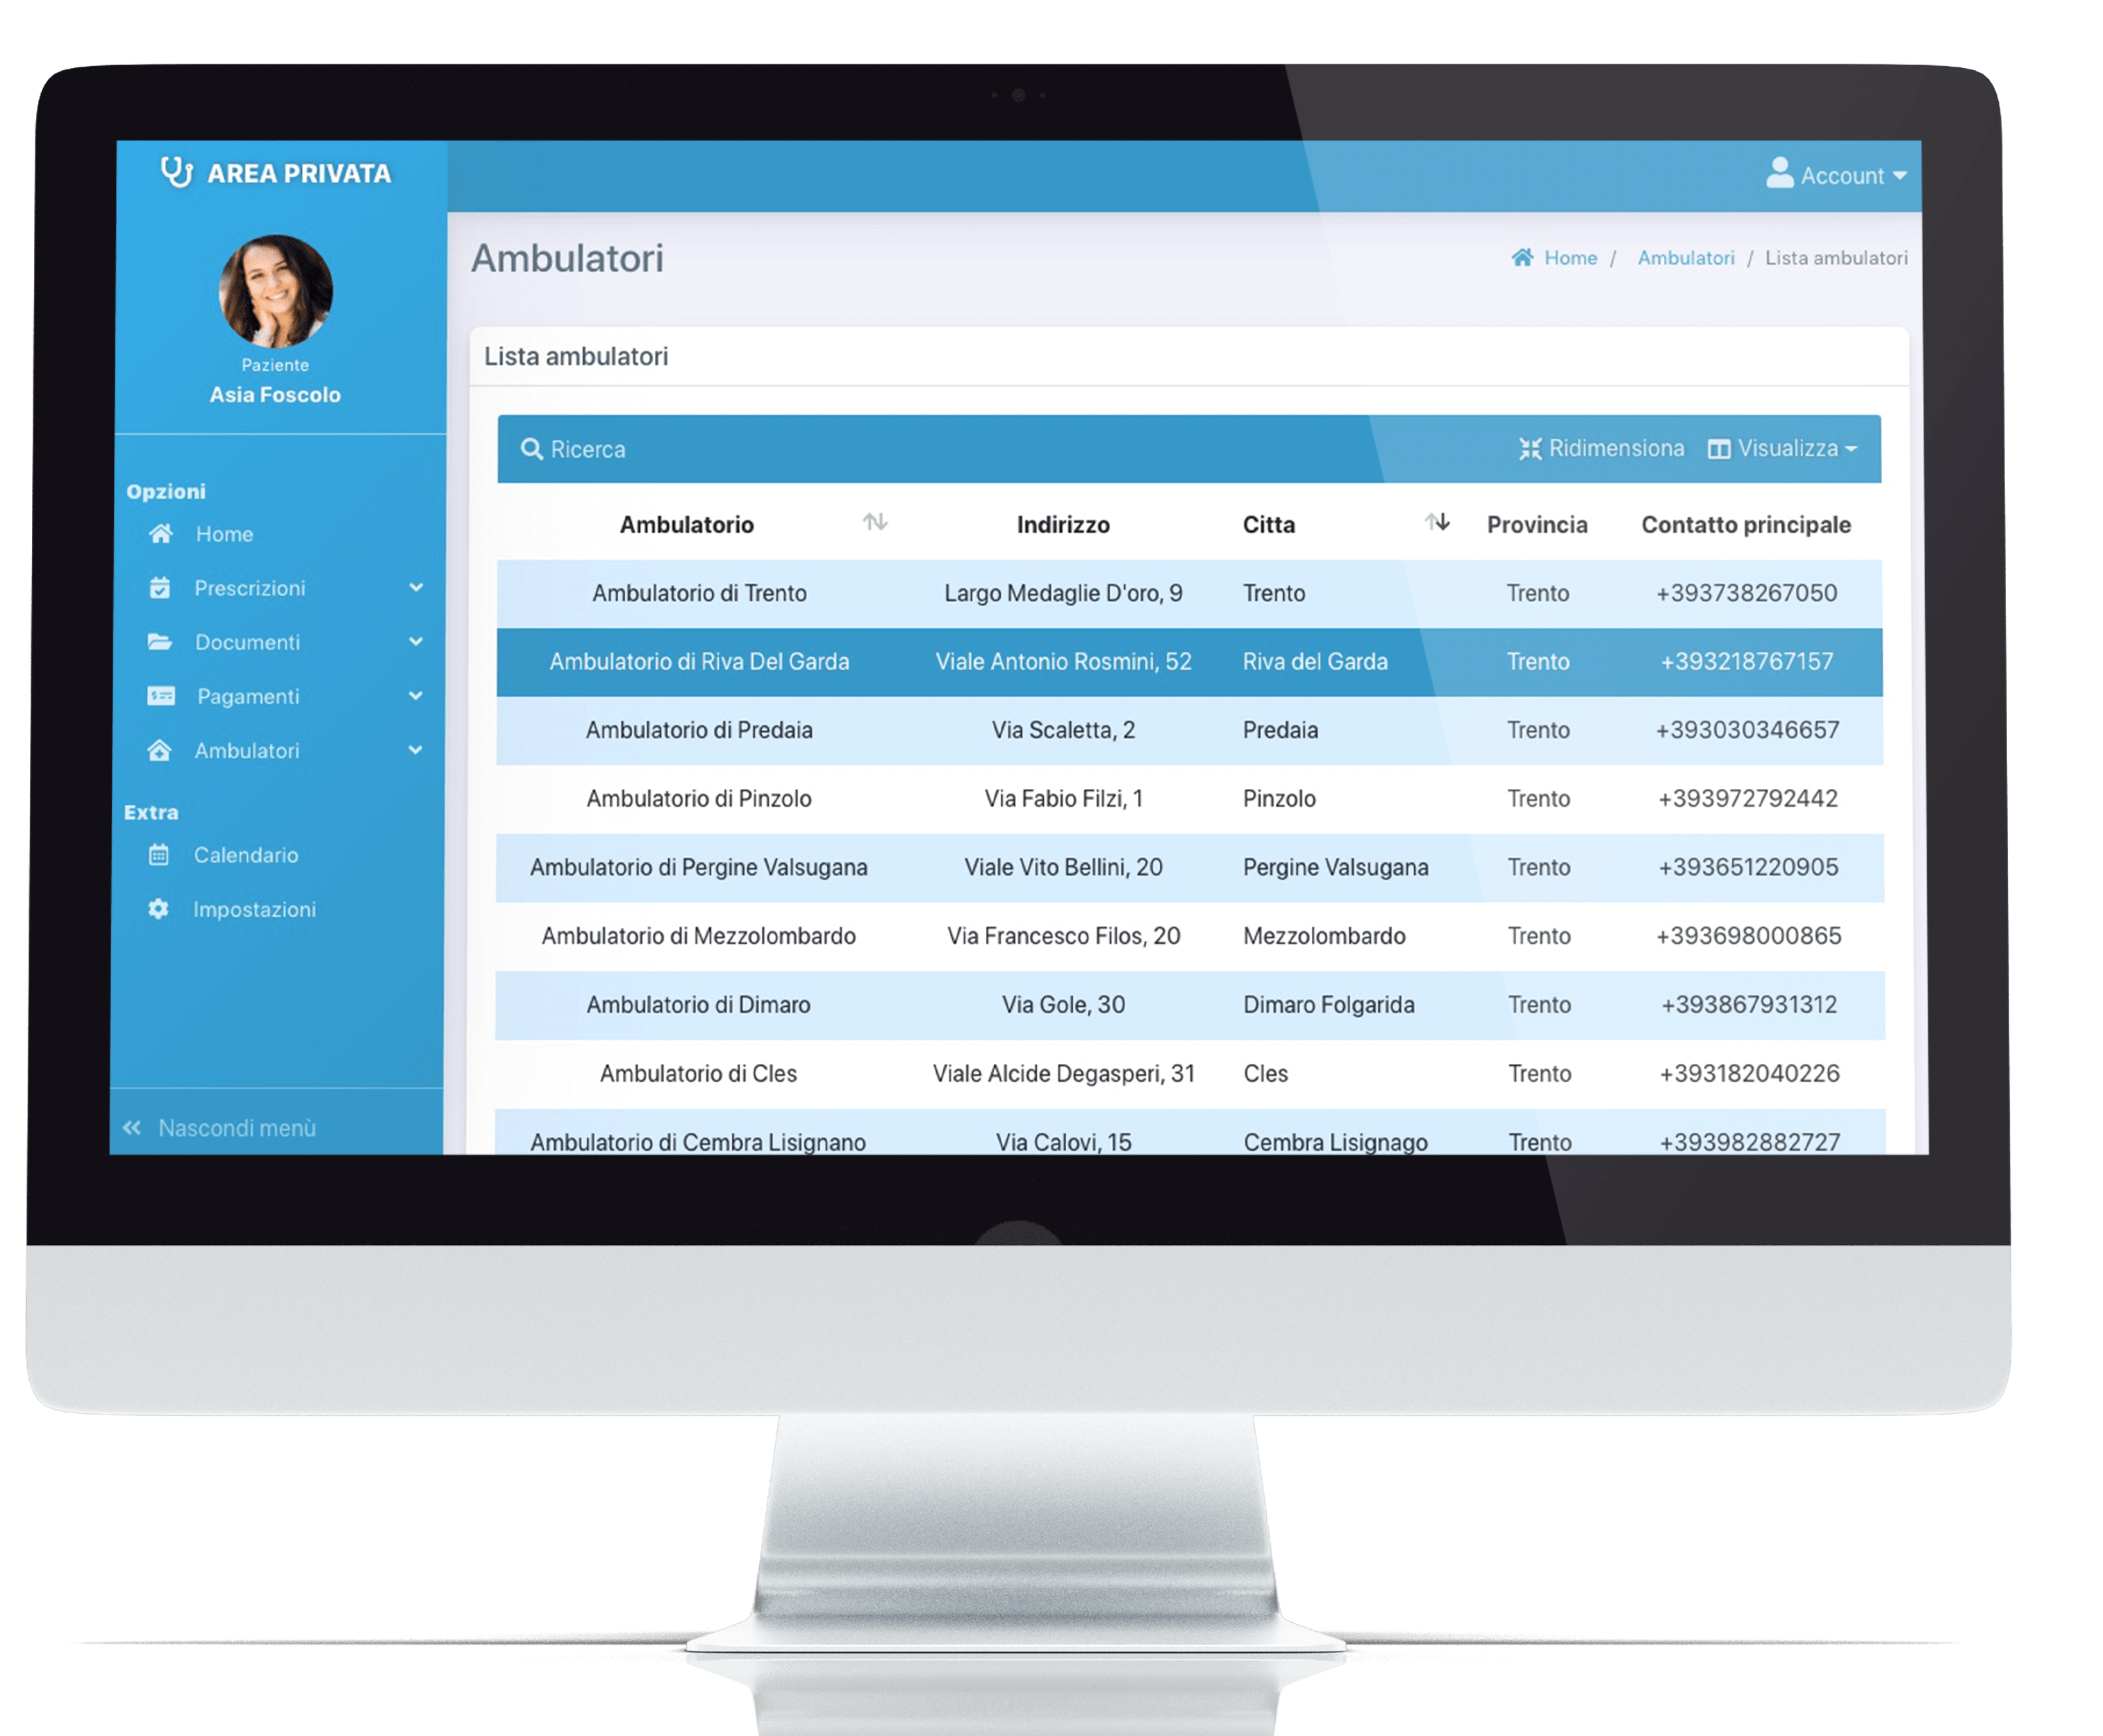 AREA PRIVATA
Account
Paziente
Asia Foscolo
Opzioni
Home
Prescrizioni
Documenti
Pagamenti
Ambulatori
Extra
Calendario
Impostazioni
Nascondi menù
Ambulatori
Home / Ambulatori / Lista ambulatori
Lista ambulatori
Ricerca Ridimensiona Visualizza
Ambulatorio Indirizzo Citta Provincia Contatto principale
Ambulatorio di Trento Largo Medaglie D'oro, 9 Trento Trento +393738267050
Ambulatorio di Riva Del Garda Viale Antonio Rosmini, 52 Riva del Garda Trento +393218767157
Ambulatorio di Predaia Via Scaletta, 2 Predaia Trento +393030346657
Ambulatorio di Pinzolo Via Fabio Filzi, 1 Pinzolo Trento +393972792442
Ambulatorio di Pergine Valsugana Viale Vito Bellini, 20 Pergine Valsugana Trento +393651220905
Ambulatorio di Mezzolombardo Via Francesco Filos, 20 Mezzolombardo Trento +393698000865
Ambulatorio di Dimaro Via Gole, 30 Dimaro Folgarida Trento +393867931312
Ambulatorio di Cles Viale Alcide Degasperi, 31 Cles Trento +393182040226
Ambulatorio di Cembra Lisignano Via Calovi, 15 Cembra Lisignago Trento +393982882727